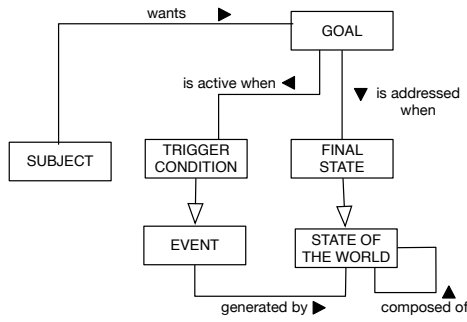 wants
GOAL
is active when
is addressed
when
SUBJECT
TRIGGER
CONDITION
FINAL
STATE
EVENT
STATE OF
THE WORLD
generated by
composed of